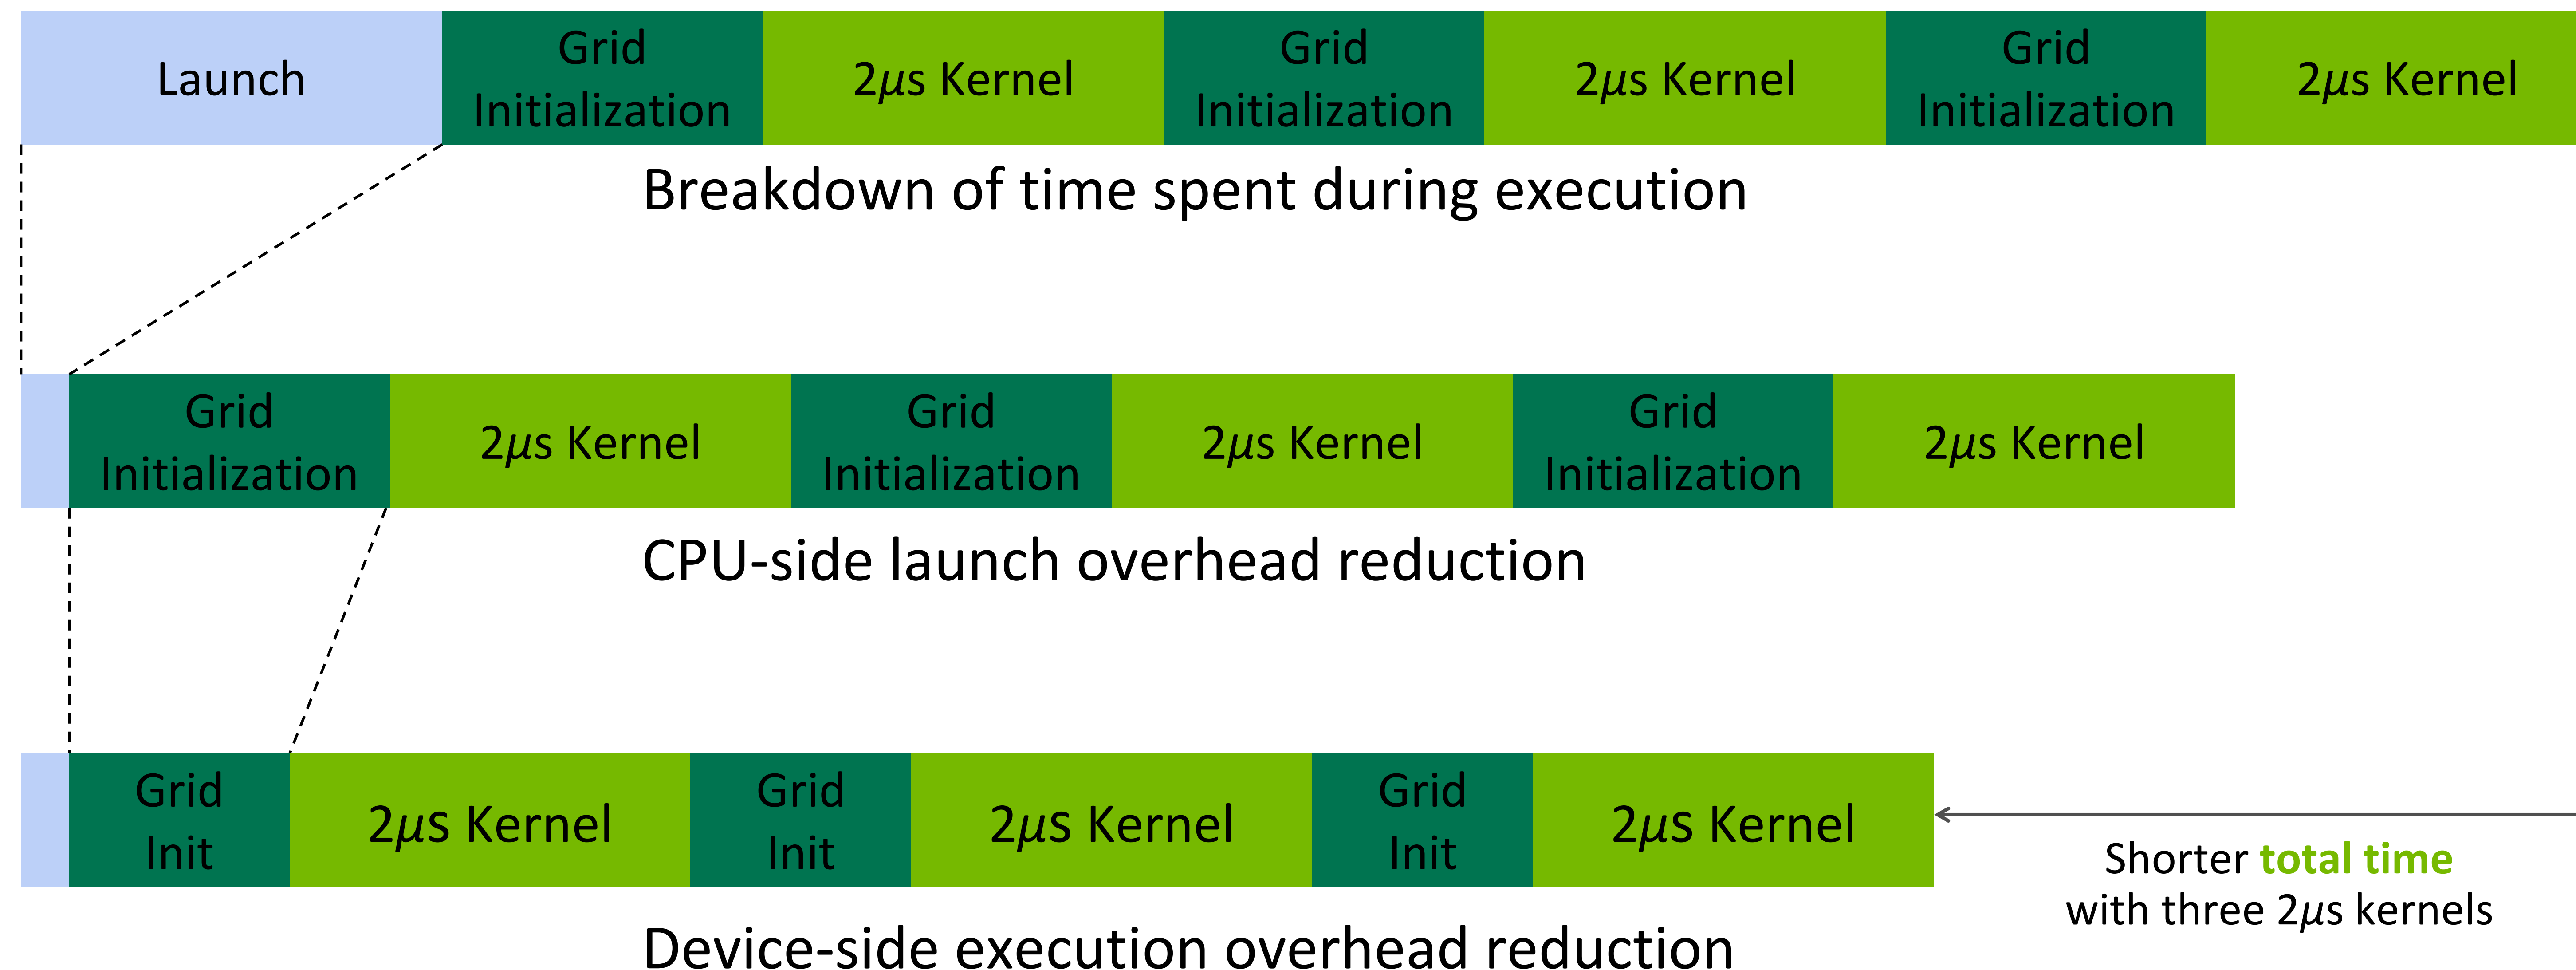 Launch
Grid
Initialization
2μs Kernel
Grid
Initialization
2μs Kernel
Grid
Initialization
2μs Kernel
Breakdown of time spent during execution
Grid
Initialization
2μs Kernel
Grid
Initialization
2μs Kernel
Grid
Initialization
2μs Kernel
CPU-side launch overhead reduction
Grid
Init
2μs Kernel
Grid
Init
2μs Kernel
Grid
Init
2μs Kernel
Shorter total time
with three 2μs kernels
Device-side execution overhead reduction